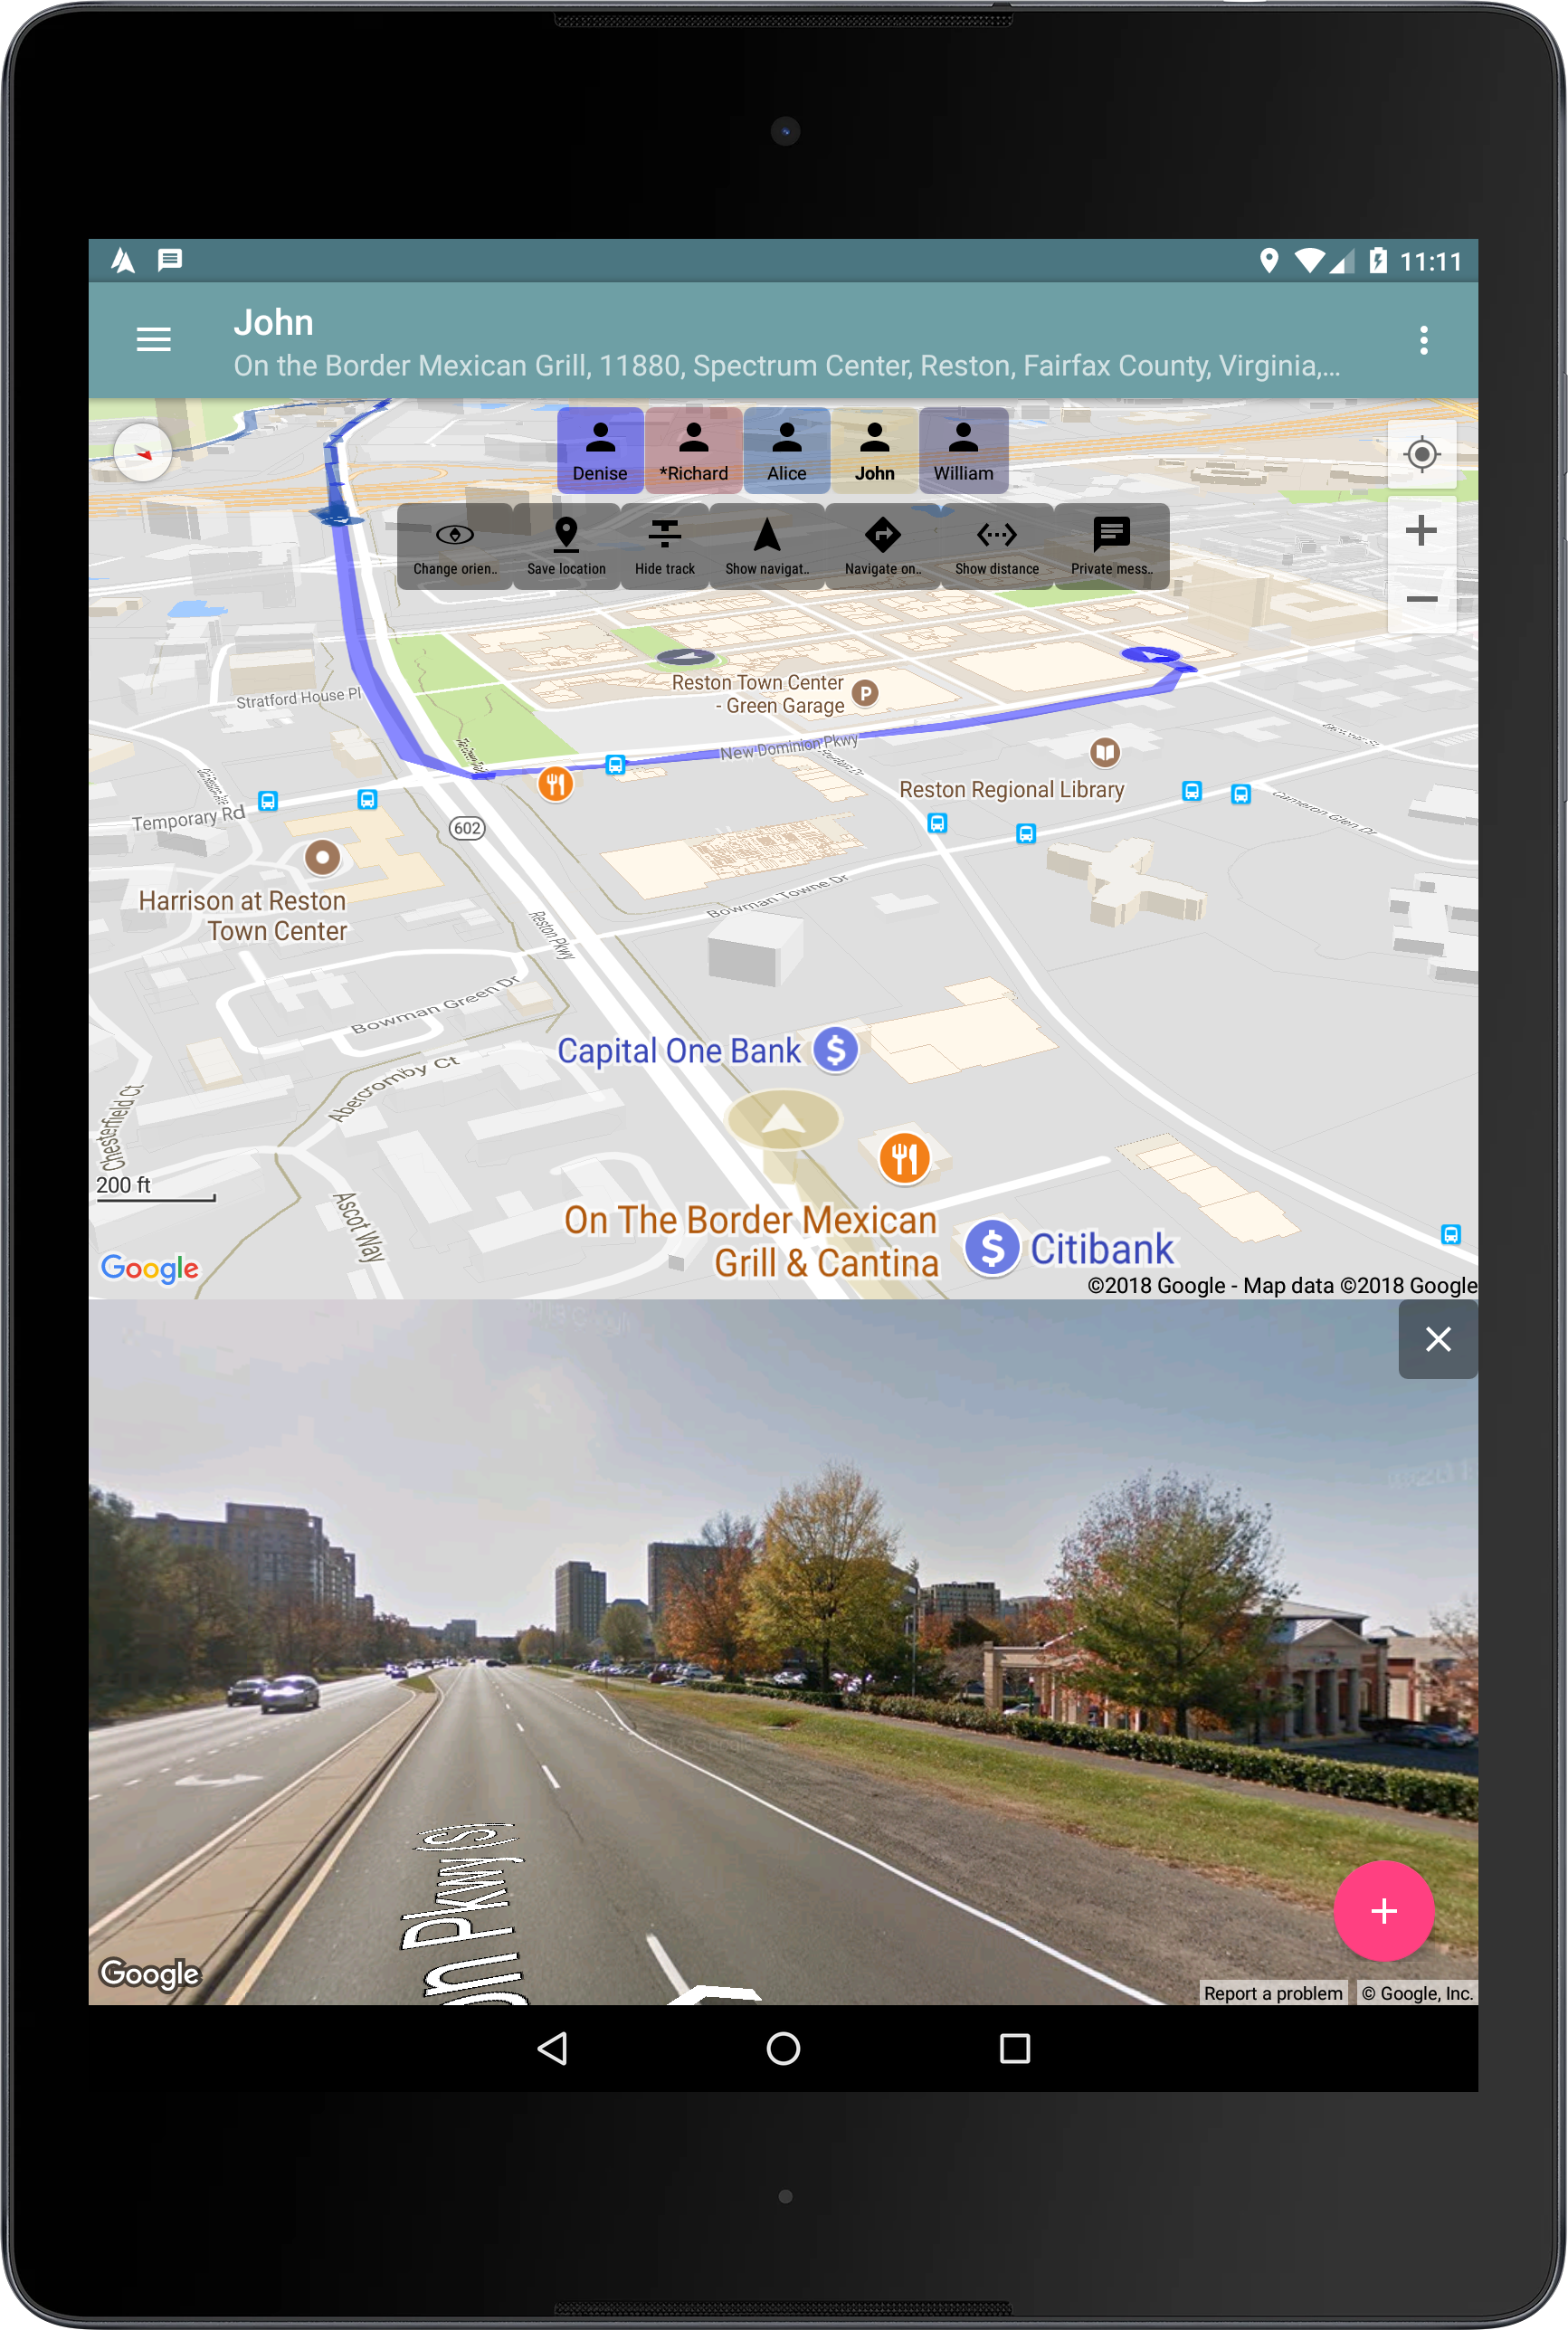 11:11
John
On the Border Mexican Grill, 11880, Spectrum Center, Reston, Fairfax County, Virginia,...
Denise
*Richard
Alice
John
William
Change orien..
Save location
Hide track
Show navigat..
Navigate on..
Show distance
Private mess..
Stratford House Pl
Reston Town Center
- Green Garage
P
New Dominion Pkwy
Reston Regional Library
Temporary Rd
602
Cameron Glen Dr
Harrison at Reston
Town Center
Bowman Towne Dr
Reston Pkwy
Bowman Green Dr
Capital One Bank
$
Abercromby Ct
Chesterfield Ct
200 ft
Ascot Way
On The Border Mexican
Grill & Cantina
$
Citibank
Google
©2018 Google - Map data ©2018 Google
on Pkwy (S)
Google
Report a problem
© Google, Inc.